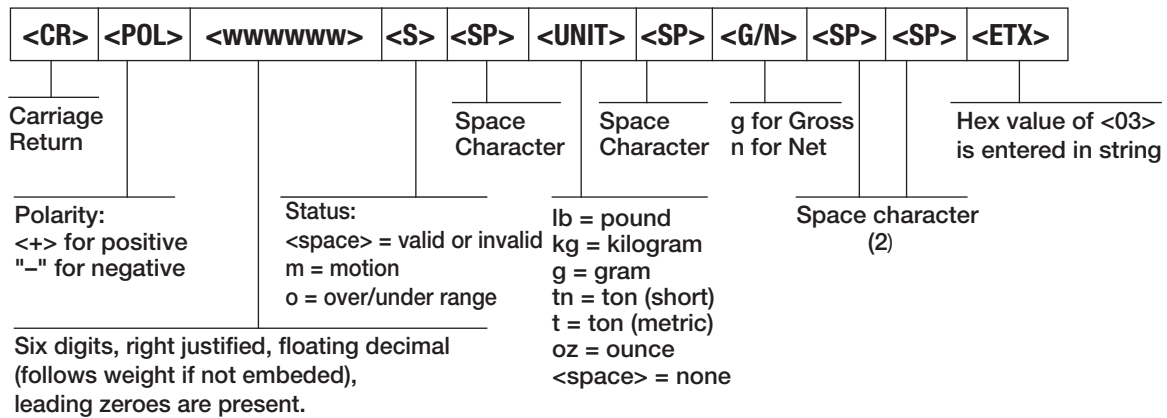 <CR> <POL> <wwwwww> <S> <SP> <UNIT> <SP> <G/N> <SP> <SP> <ETX>
Carriage
Return
Space
Character
Space
Character
g for Gross
n for Net
Hex value of <03>
is entered in string
Polarity:
<+> for positive
"–" for negative
Status:
<space> = valid or invalid
m = motion
o = over/under range
lb = pound
kg = kilogram
g = gram
tn = ton (short)
t = ton (metric)
oz = ounce
<space> = none
Space character
(2)
Six digits, right justified, floating decimal
(follows weight if not embeded),
leading zeroes are present.